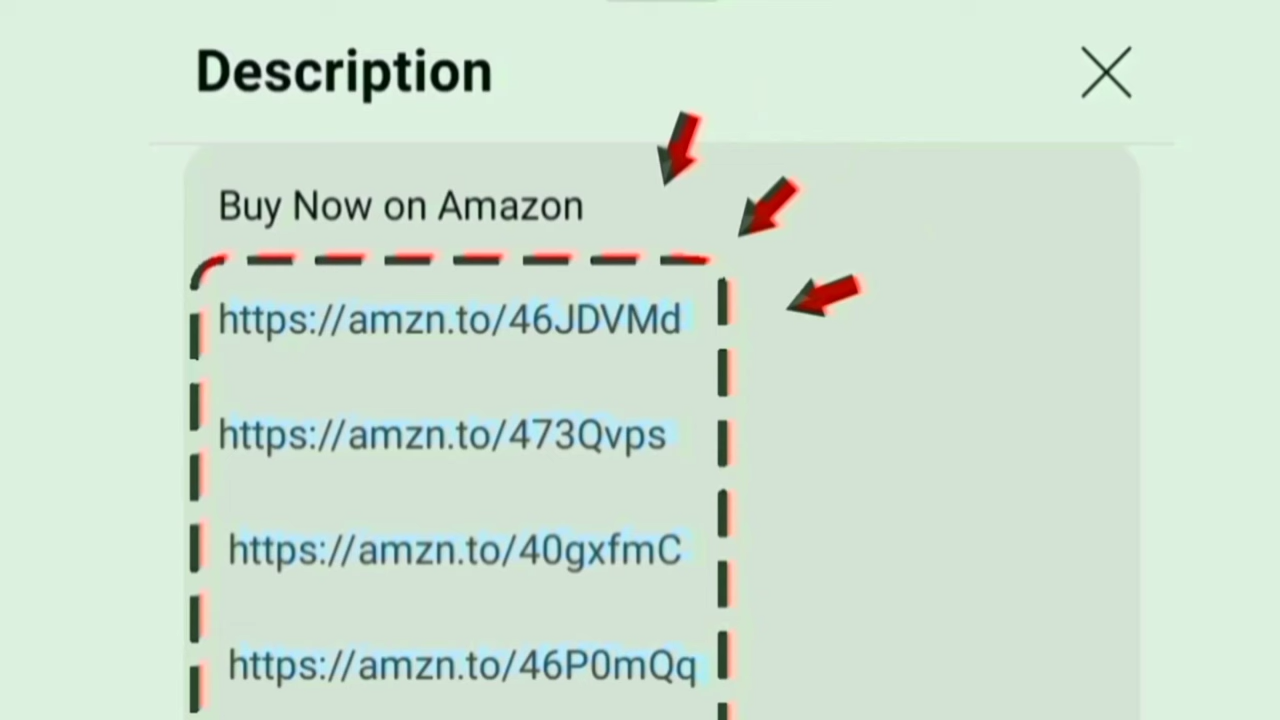 Description
Buy Now on Amazon
https://amzn.to/46JDVMd
https://amzn.to/473Qvps
https://amzn.to/40gxfmC
https://amzn.to/46P0mQq